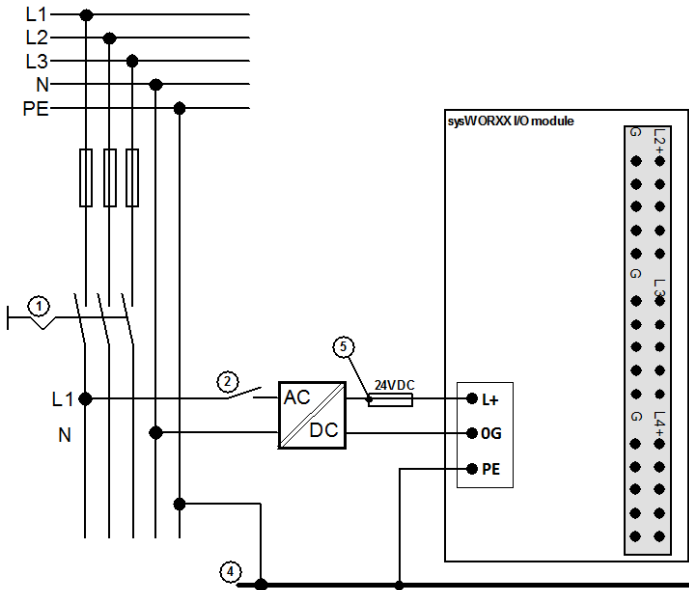 L1
L2
L3
N
PE
sysWORXX I/O module
G L2+
1
G L3
5
2
24VDC
L1
AC
L+
G L4+
N
DC
0G
PE
4